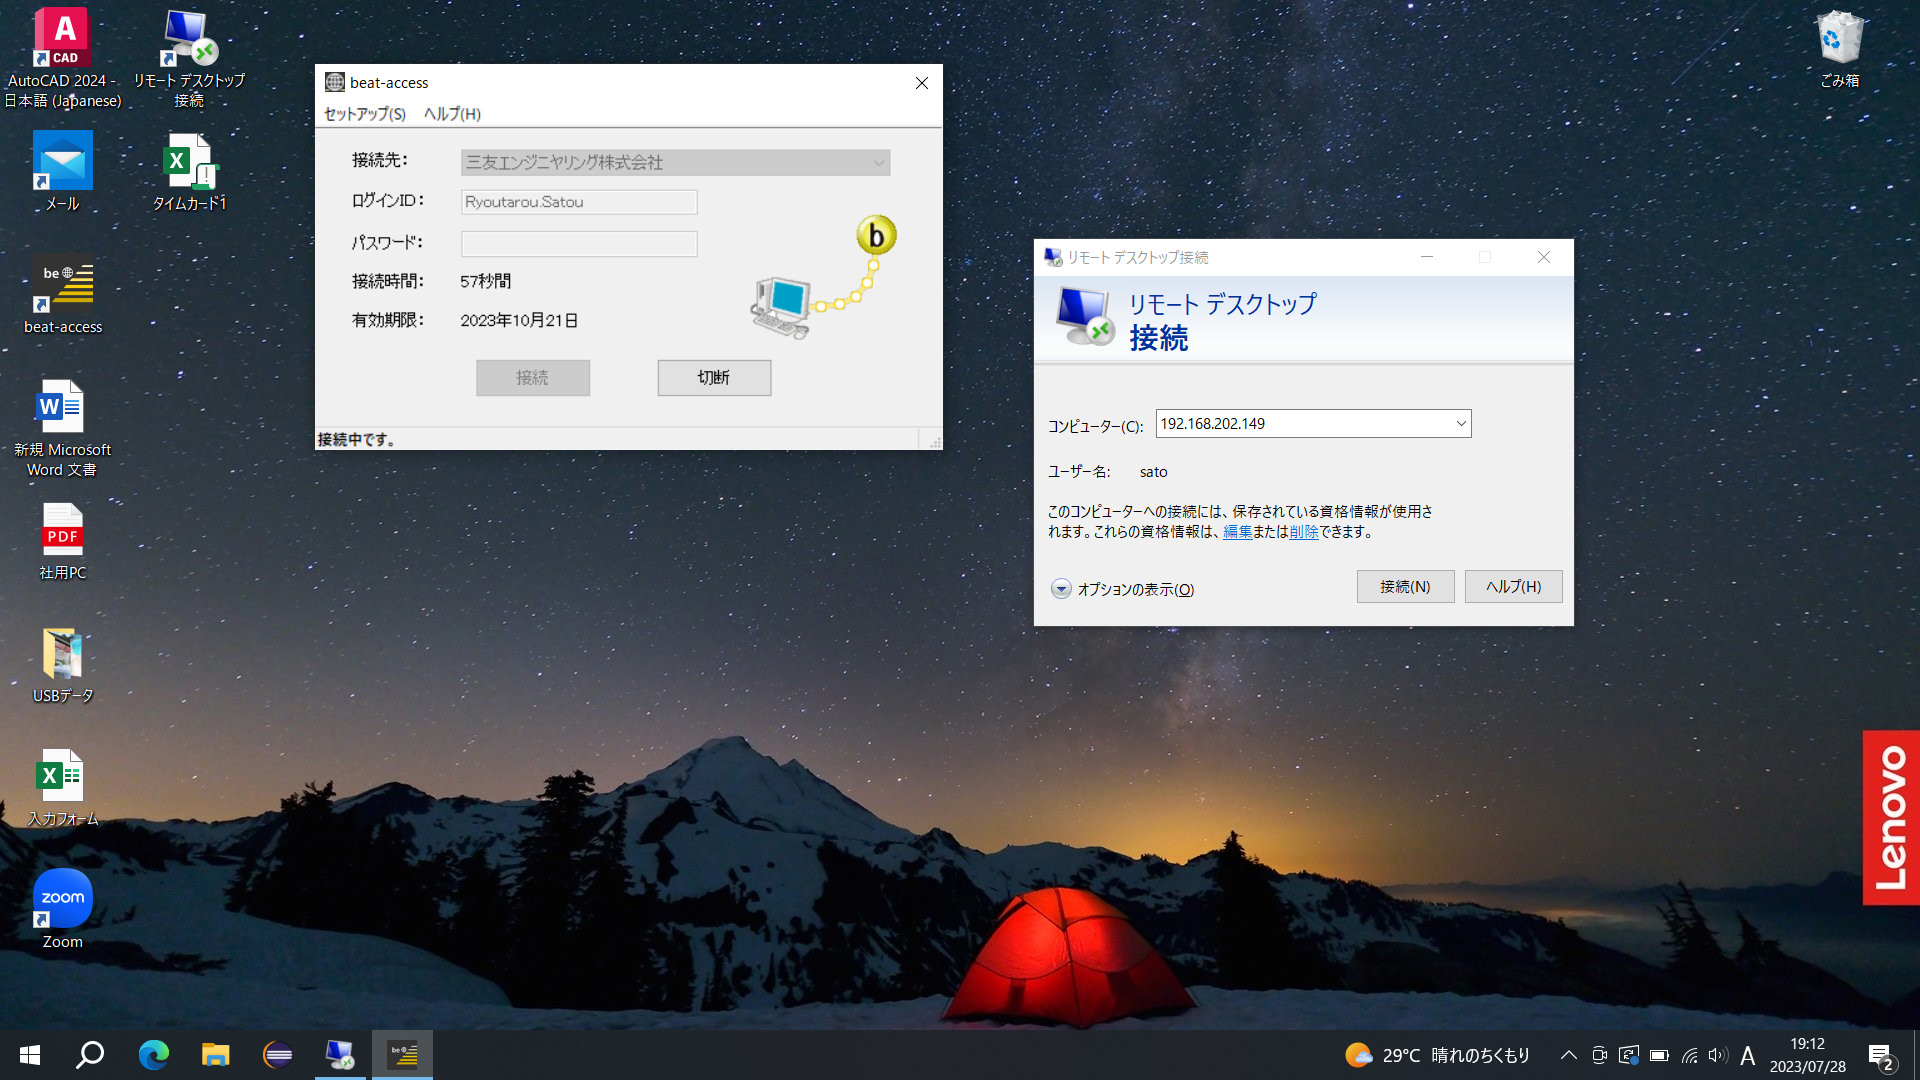 AutoCAD 2024 -
日本語 (Japanese)
リモート デスクトップ
接続
メール
タイムカード1
beat-access
新規 Microsoft
Word 文書
PDF
社用PC
USBデータ
入力フォーム
zoom
Zoom
ごみ箱
beat-access
セットアップ(S) ヘルプ(H)
接続先: 三友エンジニヤリング株式会社
ログインID: Ryoutarou.Satou
パスワード:
接続時間: 57秒間
有効期限: 2023年10月21日
b
接続 切断
接続中です。
リモート デスクトップ接続
リモート デスクトップ
接続
コンピューター(C): 192.168.202.149
ユーザー名: sato
このコンピューターへの接続には、保存されている資格情報が使用さ
れます。これらの資格情報は、編集または削除できます。
オプションの表示(O) 接続(N) ヘルプ(H)
Lenovo
29°C 晴れのちくもり
A
19:12
2023/07/28
2